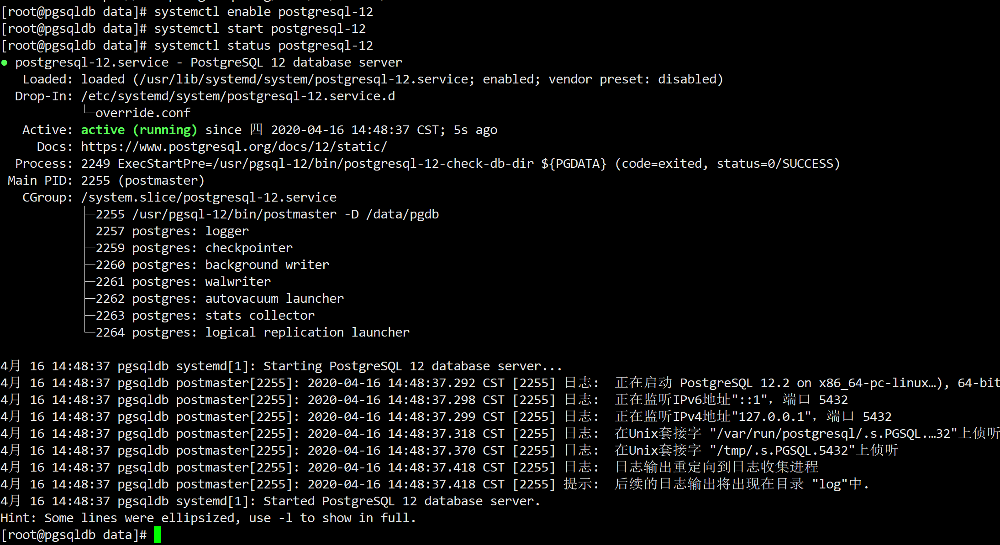 [root@pgsqldb data]# systemctl enable postgresql-12
[root@pgsqldb data]# systemctl start postgresql-12
[root@pgsqldb data]# systemctl status postgresql-12
● postgresql-12.service - PostgreSQL 12 database server
   Loaded: loaded (/usr/lib/systemd/system/postgresql-12.service; enabled; vendor preset: disabled)
  Drop-In: /etc/systemd/system/postgresql-12.service.d
           └─override.conf
   Active: active (running) since 四 2020-04-16 14:48:37 CST; 5s ago
     Docs: https://www.postgresql.org/docs/12/static/
  Process: 2249 ExecStartPre=/usr/pgsql-12/bin/postgresql-12-check-db-dir ${PGDATA} (code=exited, status=0/SUCCESS)
 Main PID: 2255 (postmaster)
   CGroup: /system.slice/postgresql-12.service
           ├─2255 /usr/pgsql-12/bin/postmaster -D /data/pgdb
           ├─2257 postgres: logger
           ├─2259 postgres: checkpointer
           ├─2260 postgres: background writer
           ├─2261 postgres: walwriter
           ├─2262 postgres: autovacuum launcher
           ├─2263 postgres: stats collector
           └─2264 postgres: logical replication launcher

4月 16 14:48:37 pgsqldb systemd[1]: Starting PostgreSQL 12 database server...
4月 16 14:48:37 pgsqldb postmaster[2255]: 2020-04-16 14:48:37.292 CST [2255] 日志:  正在启动 PostgreSQL 12.2 on x86_64-pc-linux…), 64-bit
4月 16 14:48:37 pgsqldb postmaster[2255]: 2020-04-16 14:48:37.298 CST [2255] 日志:  正在监听IPv6地址"::1"，端口 5432
4月 16 14:48:37 pgsqldb postmaster[2255]: 2020-04-16 14:48:37.299 CST [2255] 日志:  正在监听IPv4地址"127.0.0.1"，端口 5432
4月 16 14:48:37 pgsqldb postmaster[2255]: 2020-04-16 14:48:37.318 CST [2255] 日志:  在Unix套接字 "/var/run/postgresql/.s.PGSQL.…32"上侦听
4月 16 14:48:37 pgsqldb postmaster[2255]: 2020-04-16 14:48:37.370 CST [2255] 日志:  在Unix套接字 "/tmp/.s.PGSQL.5432"上侦听
4月 16 14:48:37 pgsqldb postmaster[2255]: 2020-04-16 14:48:37.418 CST [2255] 日志:  日志输出重定向到日志收集进程
4月 16 14:48:37 pgsqldb postmaster[2255]: 2020-04-16 14:48:37.418 CST [2255] 提示:  后续的日志输出将出现在目录 "log"中.
4月 16 14:48:37 pgsqldb systemd[1]: Started PostgreSQL 12 database server.
Hint: Some lines were ellipsized, use -l to show in full.
[root@pgsqldb data]#